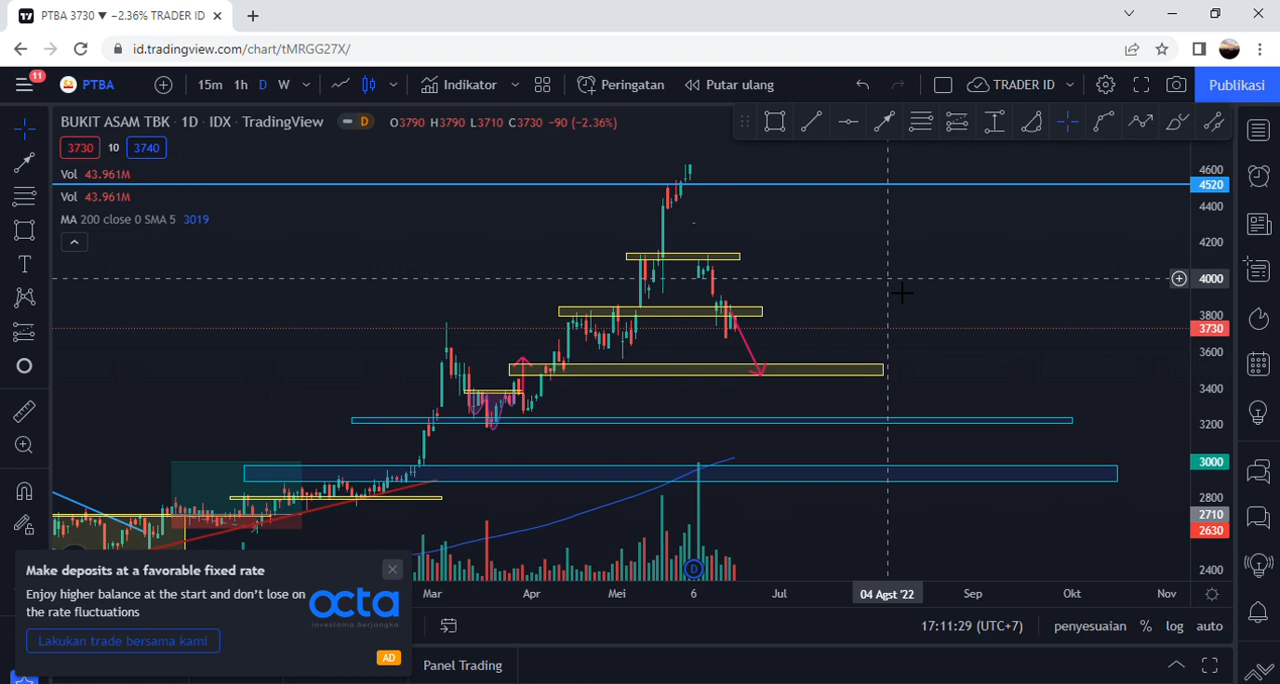 PTBA 3730 ▼ −2.36% TRADER ID
id.tradingview.com/chart/tMRGG27X/
11
PTBA
15m 1h D W
Indikator
Peringatan
Putar ulang
TRADER ID
Publikasi
BUKIT ASAM TBK · 1D · IDX · TradingView
D
O3790 H3790 L3710 C3730 −90 (−2.36%)
3730 10 3740
Vol 43.961M
Vol 43.961M
MA 200 close 0 SMA 5 3019
4600
4520
4400
4200
4000
3800
3730
3600
3400
3200
3000
2800
2710
2630
2400
D
Mar Apr Mei 6 Jul 04 Agst '22 Sep Okt Nov
17:11:29 (UTC+7) penyesuaian % log auto
Panel Trading
Make deposits at a favorable fixed rate
Enjoy higher balance at the start and don't lose on
the rate fluctuations
octa
investama berjangka
Lakukan trade bersama kami
AD